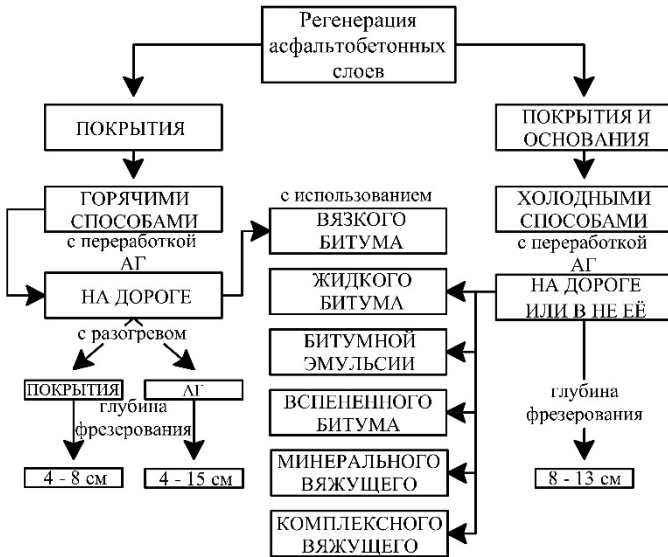 Регенерация
асфальтобетонных
слоев
ПОКРЫТИЯ
ПОКРЫТИЯ И
ОСНОВАНИЯ
ГОРЯЧИМИ
СПОСОБАМИ
с переработкой
АГ
НА ДОРОГЕ
с разогревом
ПОКРЫТИЯ
АГ
глубина
фрезерования
4 - 8 см
4 - 15 см
с использованием
ВЯЗКОГО
БИТУМА
ЖИДКОГО
БИТУМА
БИТУМНОЙ
ЭМУЛЬСИИ
ВСПЕНЕННОГО
БИТУМА
МИНЕРАЛЬНОГО
ВЯЖУЩЕГО
КОМПЛЕКСНОГО
ВЯЖУЩЕГО
ХОЛОДНЫМИ
СПОСОБАМИ
с переработкой
АГ
НА ДОРОГЕ
ИЛИ В НЕ ЕЁ
глубина
фрезерования
8 - 13 см